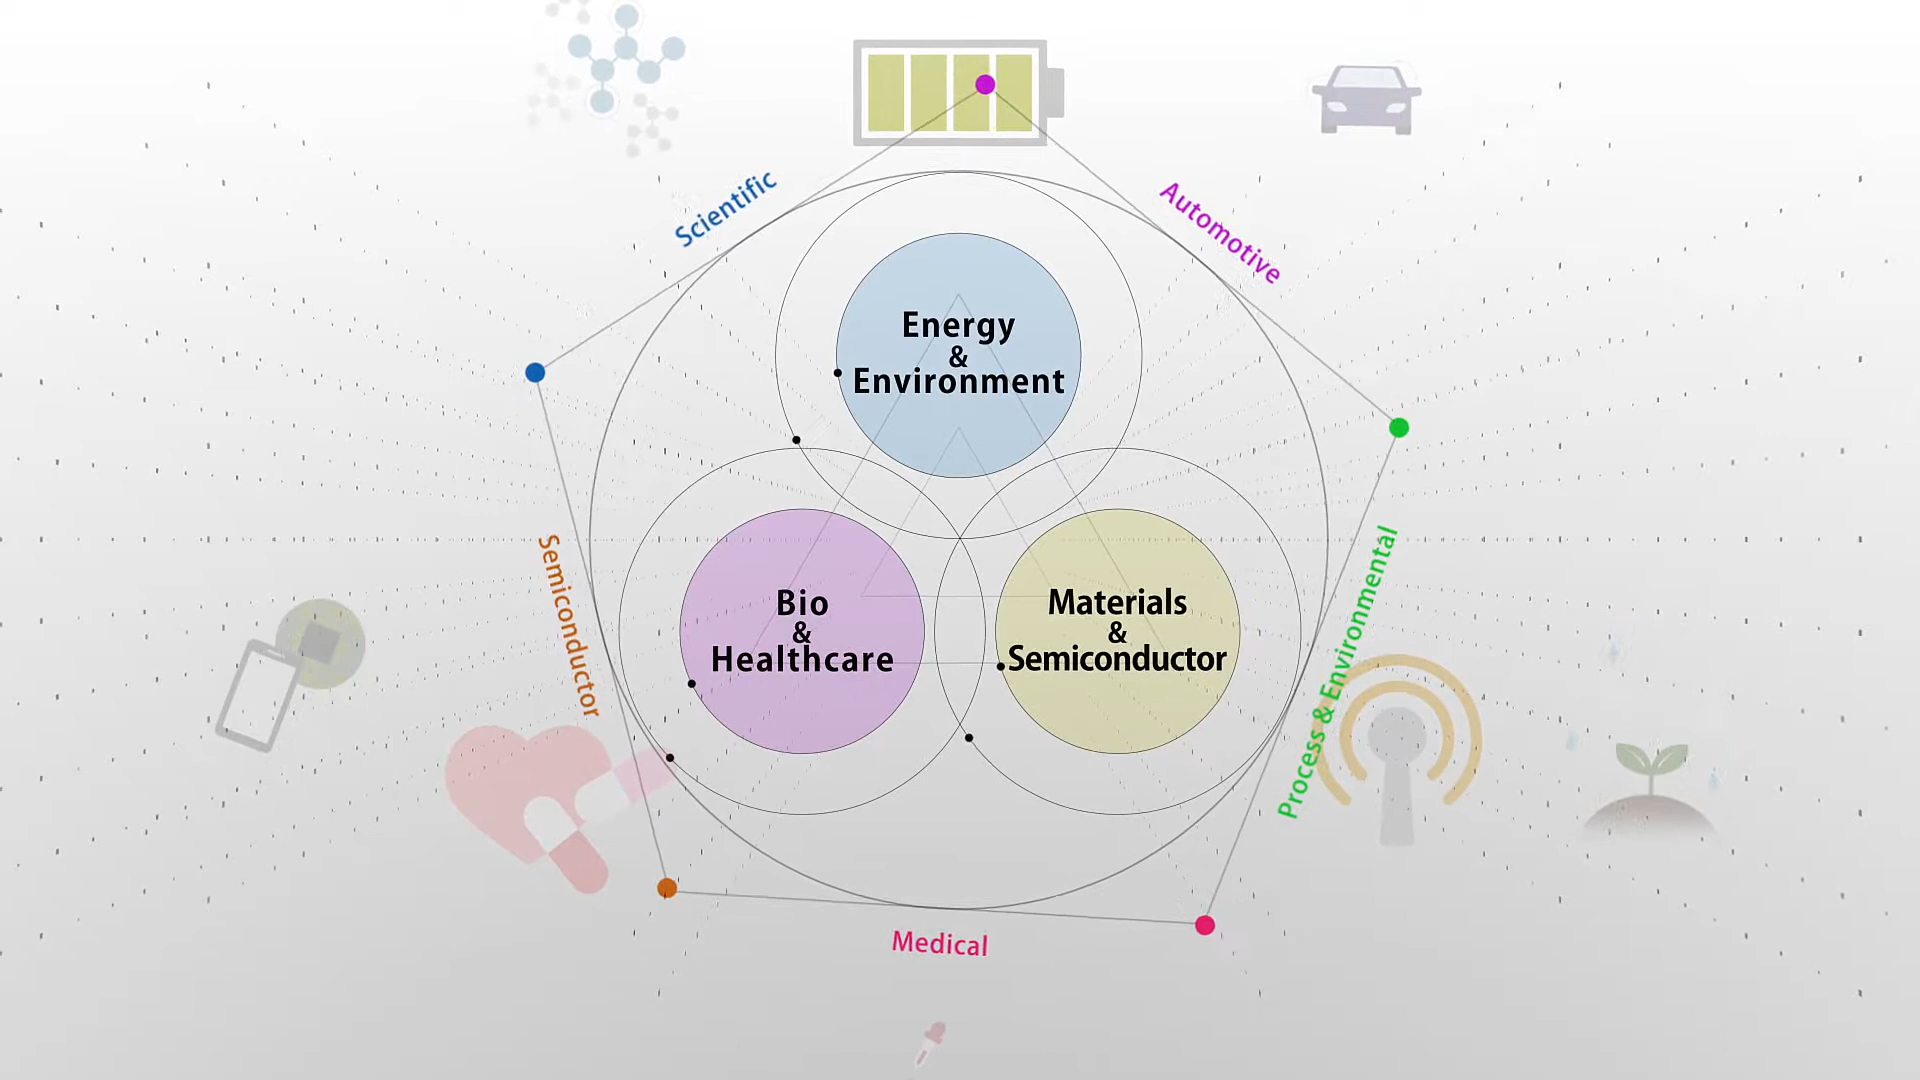 Scientific
Automotive
Energy
&
Environment
Semiconductor
Bio
&
Healthcare
Materials
&
Semiconductor
Process & Environmental
Medical